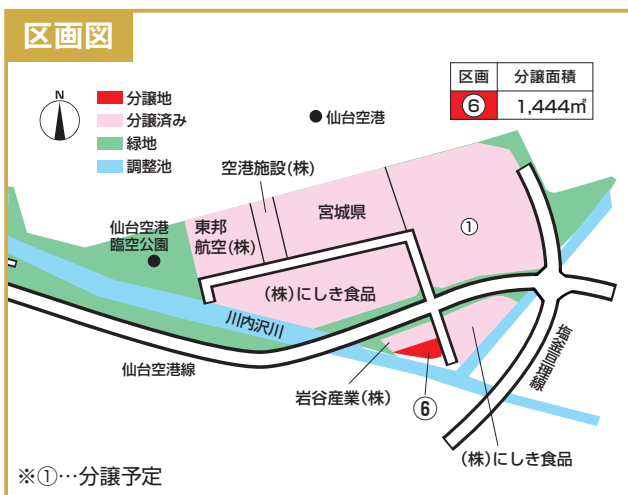 区画図
N
分譲地
分譲済み
緑地
調整池
区画 分譲面積
⑥ 1,444㎡
仙台空港
空港施設(株)
宮城県
①
東邦
航空(株)
仙台空港
臨空公園
(株)にしき食品
川内沢川
仙台空港線
岩谷産業(株)
⑥
塩釜亘理線
(株)にしき食品
※①…分譲予定